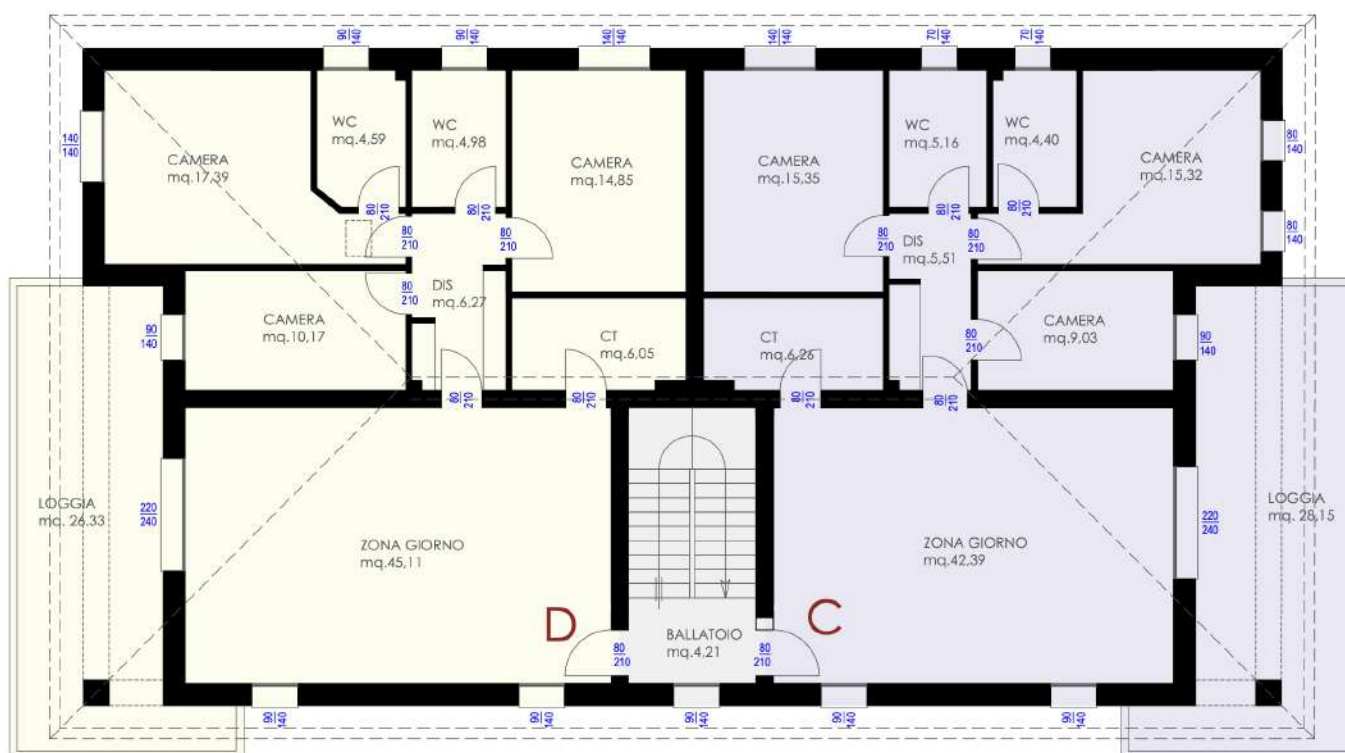 90
140
90
140
140
140
140
140
70
140
70
140
WC
mq.4,59
WC
mq.4,98
WC
mq.5,16
WC
mq.4,40
140
140
80
140
CAMERA
mq.17,39
CAMERA
mq.14,85
CAMERA
mq.15,35
CAMERA
mq.15,32
80
210
80
210
80
210
80
210
80
210
80
210
80
210
80
210
80
140
DIS
mq.5,51
80
210
DIS
mq.6,27
CAMERA
mq.10,17
CAMERA
mq.9,03
90
140
CT
mq.6,05
CT
mq.6,26
80
210
90
140
80
210
80
210
80
210
80
210
LOGGIA
mq. 26,33
220
240
ZONA GIORNO
mq.45,11
ZONA GIORNO
mq.42,39
220
240
LOGGIA
mq. 28,15
D
C
BALLATOIO
mq.4,21
80
210
80
210
90
140
90
140
90
140
90
140
90
140